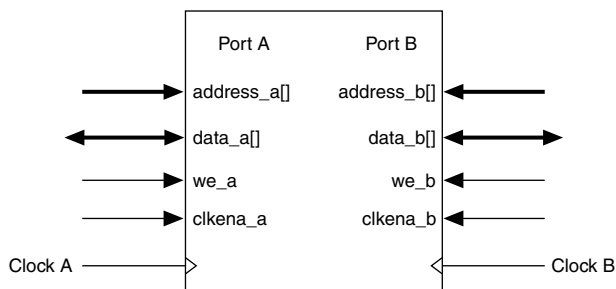 Port A Port B
address_a[] address_b[]
data_a[] data_b[]
we_a we_b
clkena_a clkena_b
Clock A Clock B